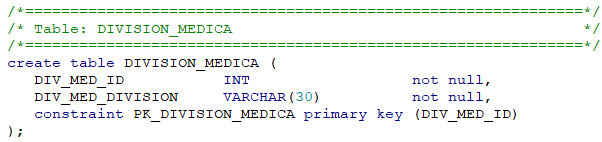 /*==============================================================*/
/* Table: DIVISION_MEDICA                                       */
/*==============================================================*/
create table DIVISION_MEDICA (
   DIV_MED_ID           INT                  not null,
   DIV_MED_DIVISION     VARCHAR(30)          not null,
   constraint PK_DIVISION_MEDICA primary key (DIV_MED_ID)
);